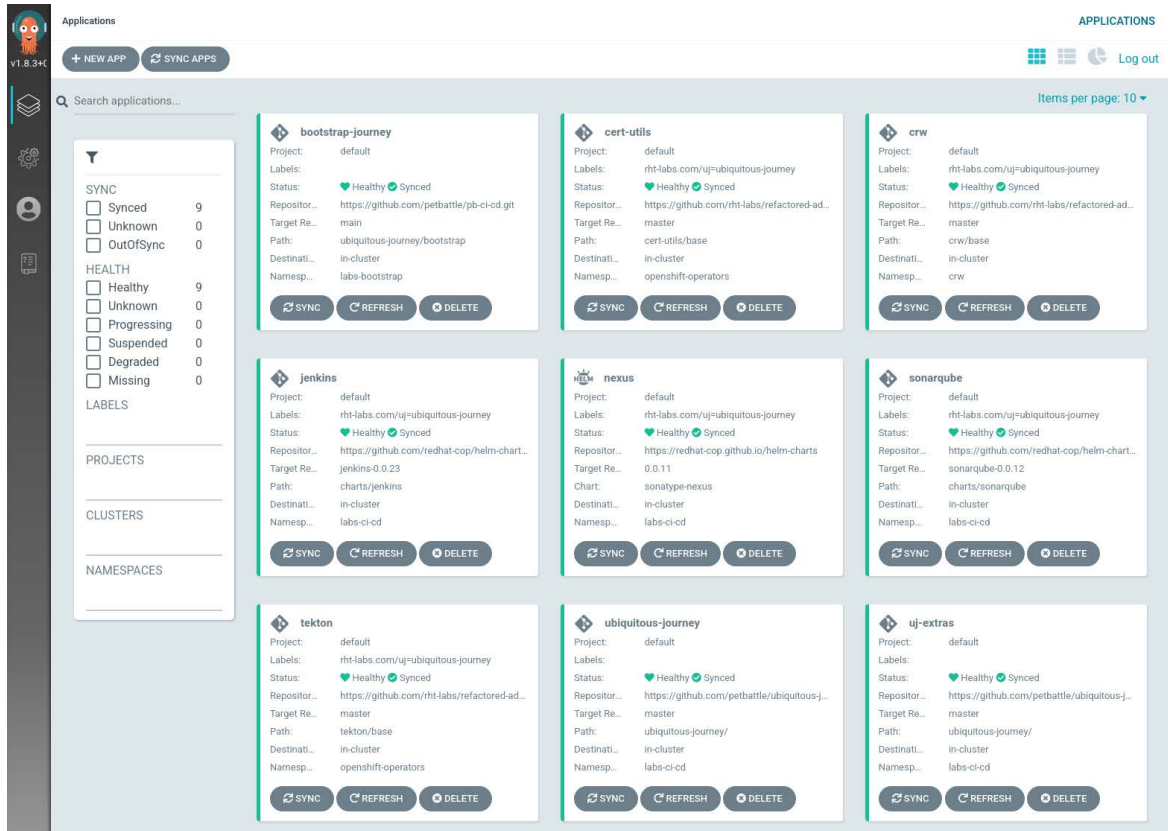 Applications
APPLICATIONS
v1.8.3+0
+ NEW APP
SYNC APPS
Log out
Search applications...
Items per page: 10
SYNC
Synced 9
Unknown 0
OutOfSync 0
HEALTH
Healthy 9
Unknown 0
Progressing 0
Suspended 0
Degraded 0
Missing 0
LABELS
PROJECTS
CLUSTERS
NAMESPACES
bootstrap-journey
Project: default
Labels:
Status: Healthy Synced
Repositor... https://github.com/petbattle/pb-ci-cd.git
Target Re... main
Path: ubiquitous-journey/bootstrap
Destinati... in-cluster
Namesp... labs-bootstrap
SYNC REFRESH DELETE
cert-utils
Project: default
Labels: rht-labs.com/uj=ubiquitous-journey
Status: Healthy Synced
Repositor... https://github.com/rht-labs/refactored-ad...
Target Re... master
Path: cert-utils/base
Destinati... in-cluster
Namesp... openshift-operators
SYNC REFRESH DELETE
crw
Project: default
Labels: rht-labs.com/uj=ubiquitous-journey
Status: Healthy Synced
Repositor... https://github.com/rht-labs/refactored-ad...
Target Re... master
Path: crw/base
Destinati... in-cluster
Namesp... crw
SYNC REFRESH DELETE
jenkins
Project: default
Labels: rht-labs.com/uj=ubiquitous-journey
Status: Healthy Synced
Repositor... https://github.com/redhat-cop/helm-chart...
Target Re... jenkins-0.0.23
Path: charts/jenkins
Destinati... in-cluster
Namesp... labs-ci-cd
SYNC REFRESH DELETE
HELM nexus
Project: default
Labels: rht-labs.com/uj=ubiquitous-journey
Status: Healthy Synced
Repositor... https://redhat-cop.github.io/helm-charts
Target Re... 0.0.11
Chart: sonatype-nexus
Destinati... in-cluster
Namesp... labs-ci-cd
SYNC REFRESH DELETE
sonarqube
Project: default
Labels: rht-labs.com/uj=ubiquitous-journey
Status: Healthy Synced
Repositor... https://github.com/redhat-cop/helm-chart...
Target Re... sonarqube-0.0.12
Path: charts/sonarqube
Destinati... in-cluster
Namesp... labs-ci-cd
SYNC REFRESH DELETE
tekton
Project: default
Labels: rht-labs.com/uj=ubiquitous-journey
Status: Healthy Synced
Repositor... https://github.com/rht-labs/refactored-ad...
Target Re... master
Path: tekton/base
Destinati... in-cluster
Namesp... openshift-operators
SYNC REFRESH DELETE
ubiquitous-journey
Project: default
Labels:
Status: Healthy Synced
Repositor... https://github.com/petbattle/ubiquitous-j...
Target Re... master
Path: ubiquitous-journey/
Destinati... in-cluster
Namesp... labs-ci-cd
SYNC REFRESH DELETE
uj-extras
Project: default
Labels:
Status: Healthy Synced
Repositor... https://github.com/petbattle/ubiquitous-j...
Target Re... master
Path: ubiquitous-journey/
Destinati... in-cluster
Namesp... labs-ci-cd
SYNC REFRESH DELETE